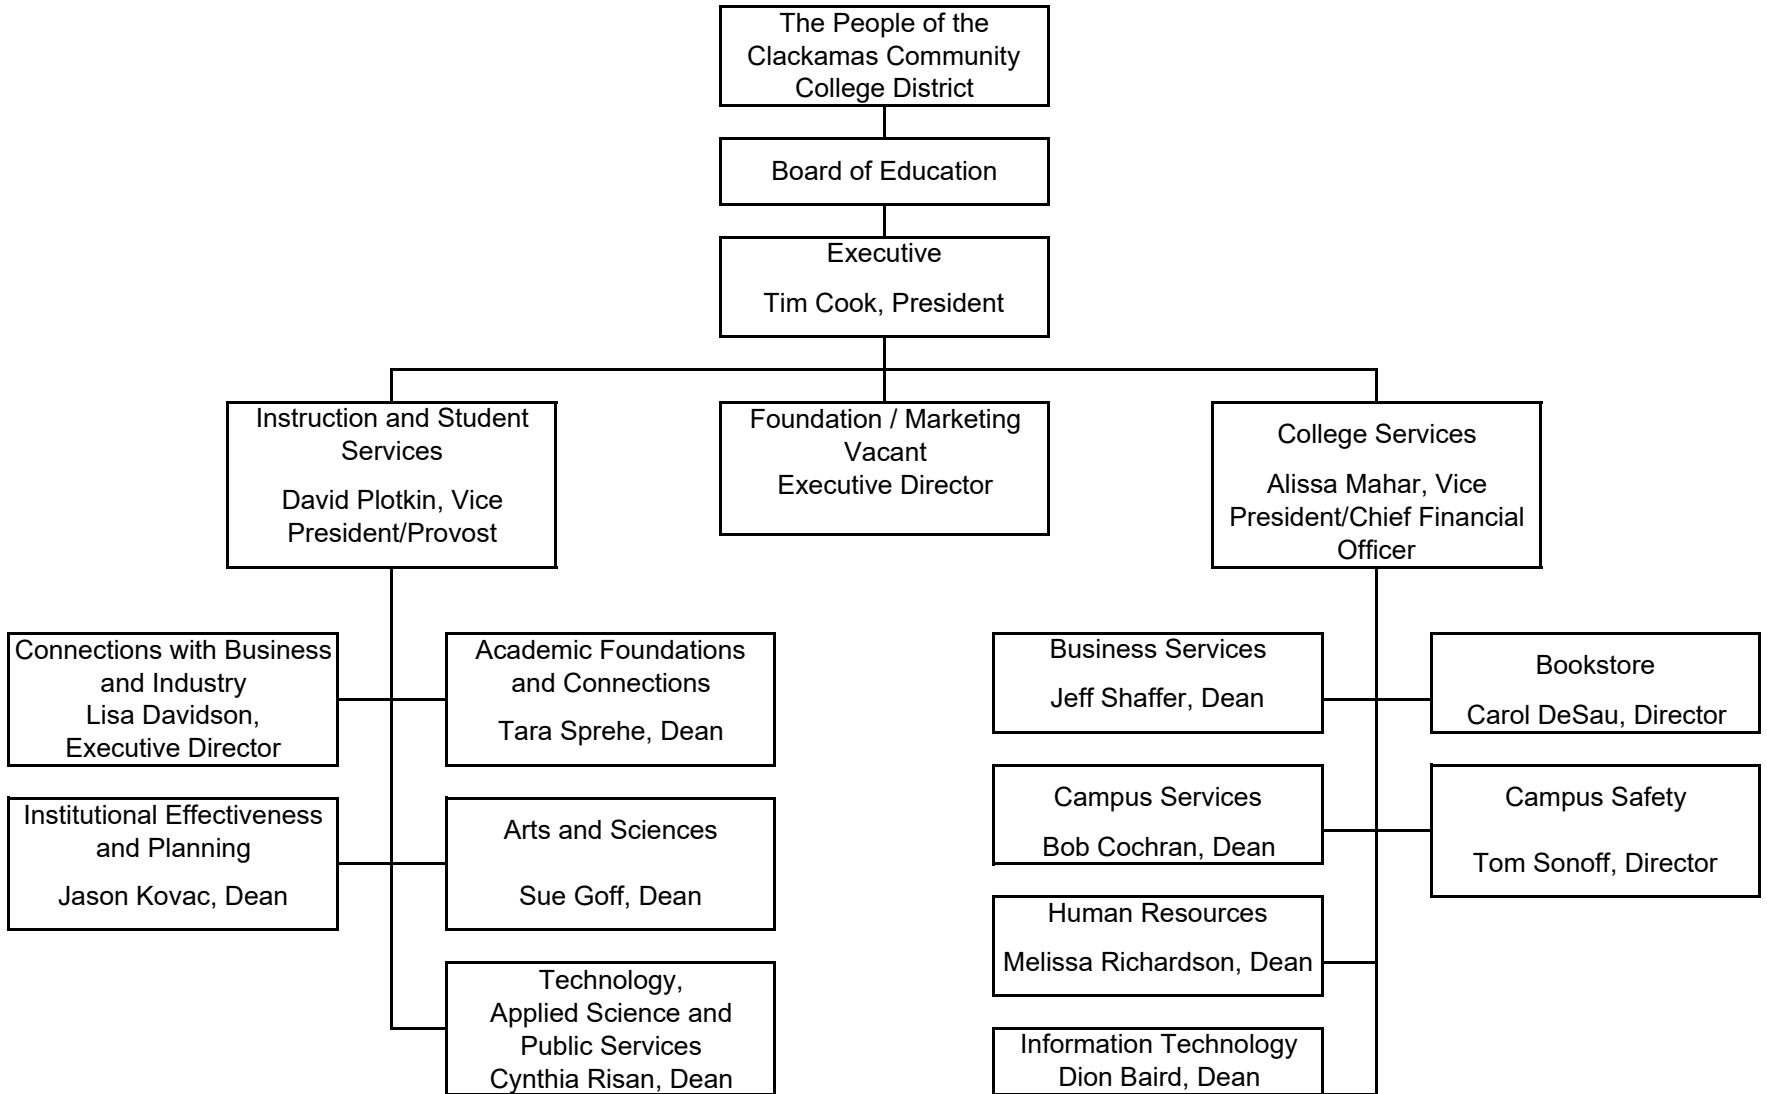 The People of the
Clackamas Community
College District
Board of Education
Executive
Tim Cook, President
Instruction and Student
Services
David Plotkin, Vice
President/Provost
Foundation / Marketing
Vacant
Executive Director
College Services
Alissa Mahar, Vice
President/Chief Financial
Officer
Connections with Business
and Industry
Lisa Davidson,
Executive Director
Academic Foundations
and Connections
Tara Sprehe, Dean
Business Services
Jeff Shaffer, Dean
Bookstore
Carol DeSau, Director
Institutional Effectiveness
and Planning
Jason Kovac, Dean
Arts and Sciences
Sue Goff, Dean
Campus Services
Bob Cochran, Dean
Campus Safety
Tom Sonoff, Director
Human Resources
Melissa Richardson, Dean
Technology,
Applied Science and
Public Services
Cynthia Risan, Dean
Information Technology
Dion Baird, Dean